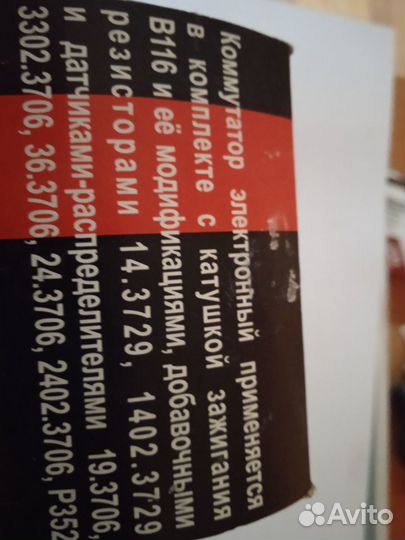 Коммутатор электронный применяется
в комплекте с катушкой зажигания
В116 и её модификациями, добавочными
резисторами 14.3729, 1402.3729
и датчиками-распределителями 19.3706,
3302.3706, 36.3706, 24.3706, 2402.3706, Р352
Avito